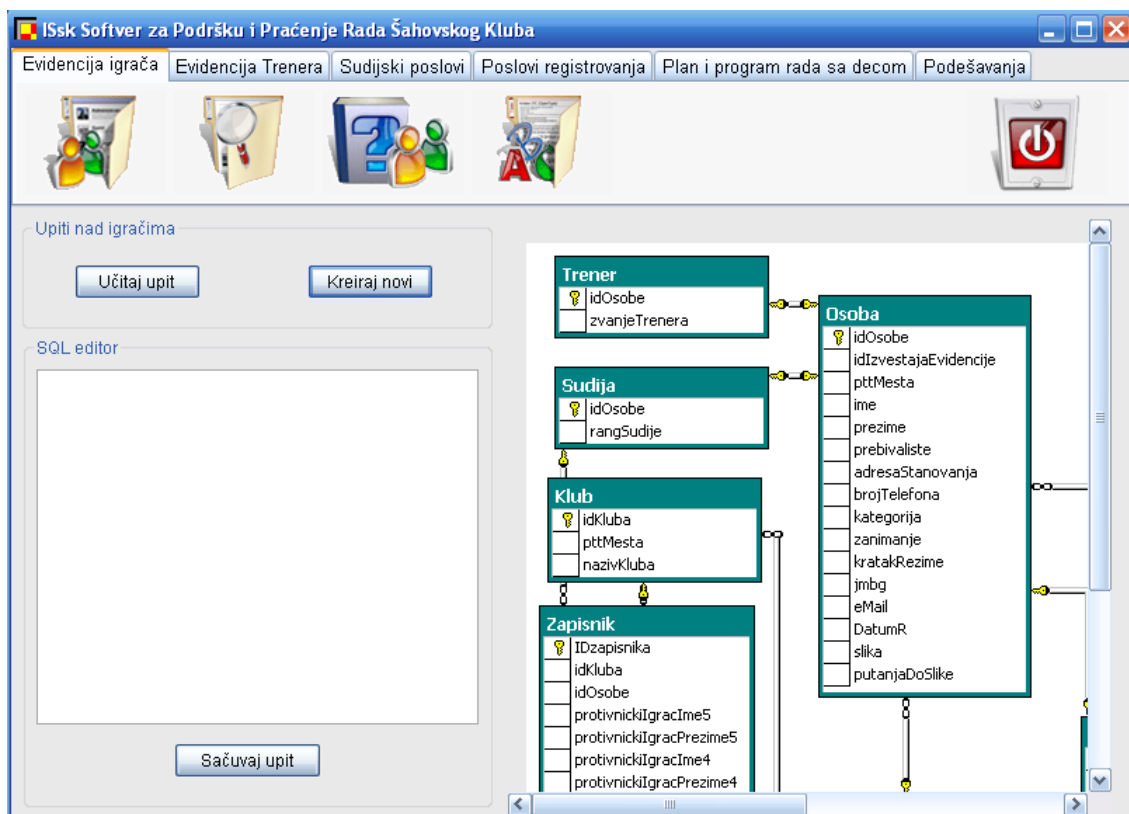 ISsk Softver za Podršku i Praćenje Rada Šahovskog Kluba
Evidencija igrača
Evidencija Trenera
Sudijski poslovi
Poslovi registrovanja
Plan i program rada sa decom
Podešavanja
Upiti nad igračima
Učitaj upit
Kreiraj novi
SQL editor
Sačuvaj upit
Trener
idOsobe
zvanjeTrenera
Sudija
idOsobe
rangSudije
Klub
idKluba
pttMesta
nazivKluba
Zapisnik
IDzapisnika
idKluba
idOsobe
protivnickiIgracIme5
protivnickiIgracPrezime5
protivnickiIgracIme4
protivnickiIgracPrezime4
Osoba
idOsobe
idIzvestajaEvidencije
pttMesta
ime
prezime
prebivaliste
adresaStanovanja
brojTelefona
kategorija
zanimanje
kratakRezime
jmbg
eMail
DatumR
slika
putanjaDoSlike